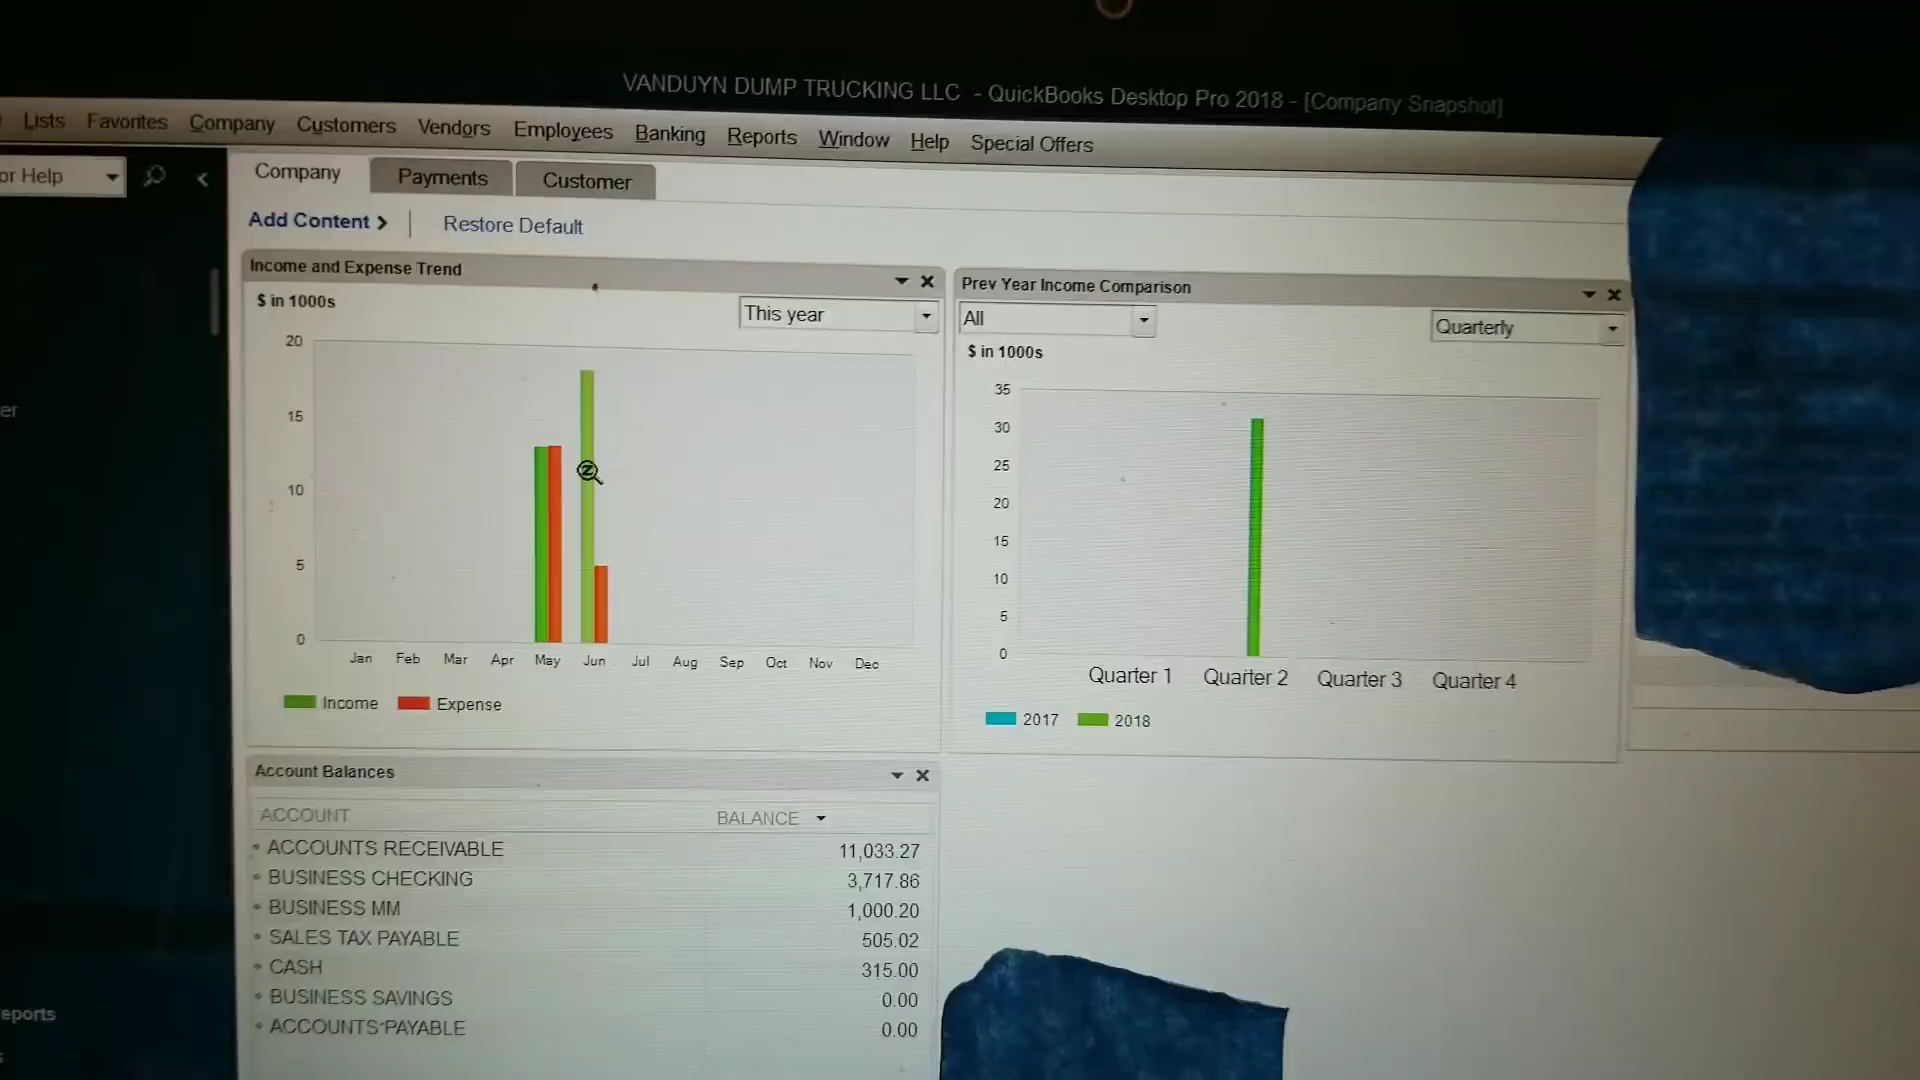 VANDUYN DUMP TRUCKING LLC - QuickBooks Desktop Pro 2018 - [Company Snapshot]
Lists Favorites Company Customers Vendors Employees Banking Reports Window Help Special Offers
or Help
Company Payments Customer
Add Content Restore Default
Income and Expense Trend
$ in 1000s
This year
20
15
10
5
0
Jan Feb Mar Apr May Jun Jul Aug Sep Oct Nov Dec
Income Expense
Prev Year Income Comparison
All
Quarterly
$ in 1000s
35
30
25
20
15
10
5
0
Quarter 1 Quarter 2 Quarter 3 Quarter 4
2017 2018
Account Balances
ACCOUNT BALANCE
ACCOUNTS RECEIVABLE 11,033.27
BUSINESS CHECKING 3,717.86
BUSINESS MM 1,000.20
SALES TAX PAYABLE 505.02
CASH 315.00
BUSINESS SAVINGS 0.00
ACCOUNTS PAYABLE 0.00
er
eports
s